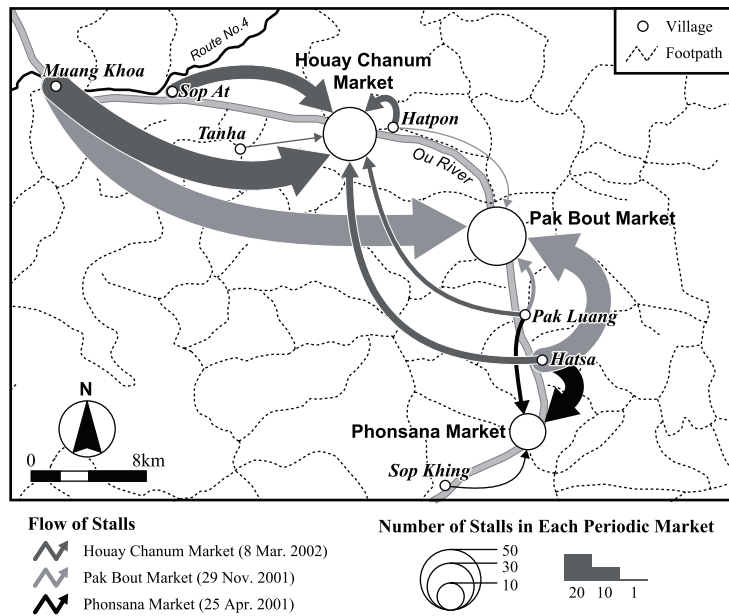 Village
Footpath
Route No.4
Muang Khoa
Sop At
Houay Chanum
Market
Tanha
Hatpon
Ou River
Pak Bout Market
Pak Luang
Hatsa
Phonsana Market
Sop Khing
N
0 8km
Flow of Stalls
Houay Chanum Market (8 Mar. 2002)
Pak Bout Market (29 Nov. 2001)
Phonsana Market (25 Apr. 2001)
Number of Stalls in Each Periodic Market
50
30
10
20 10 1